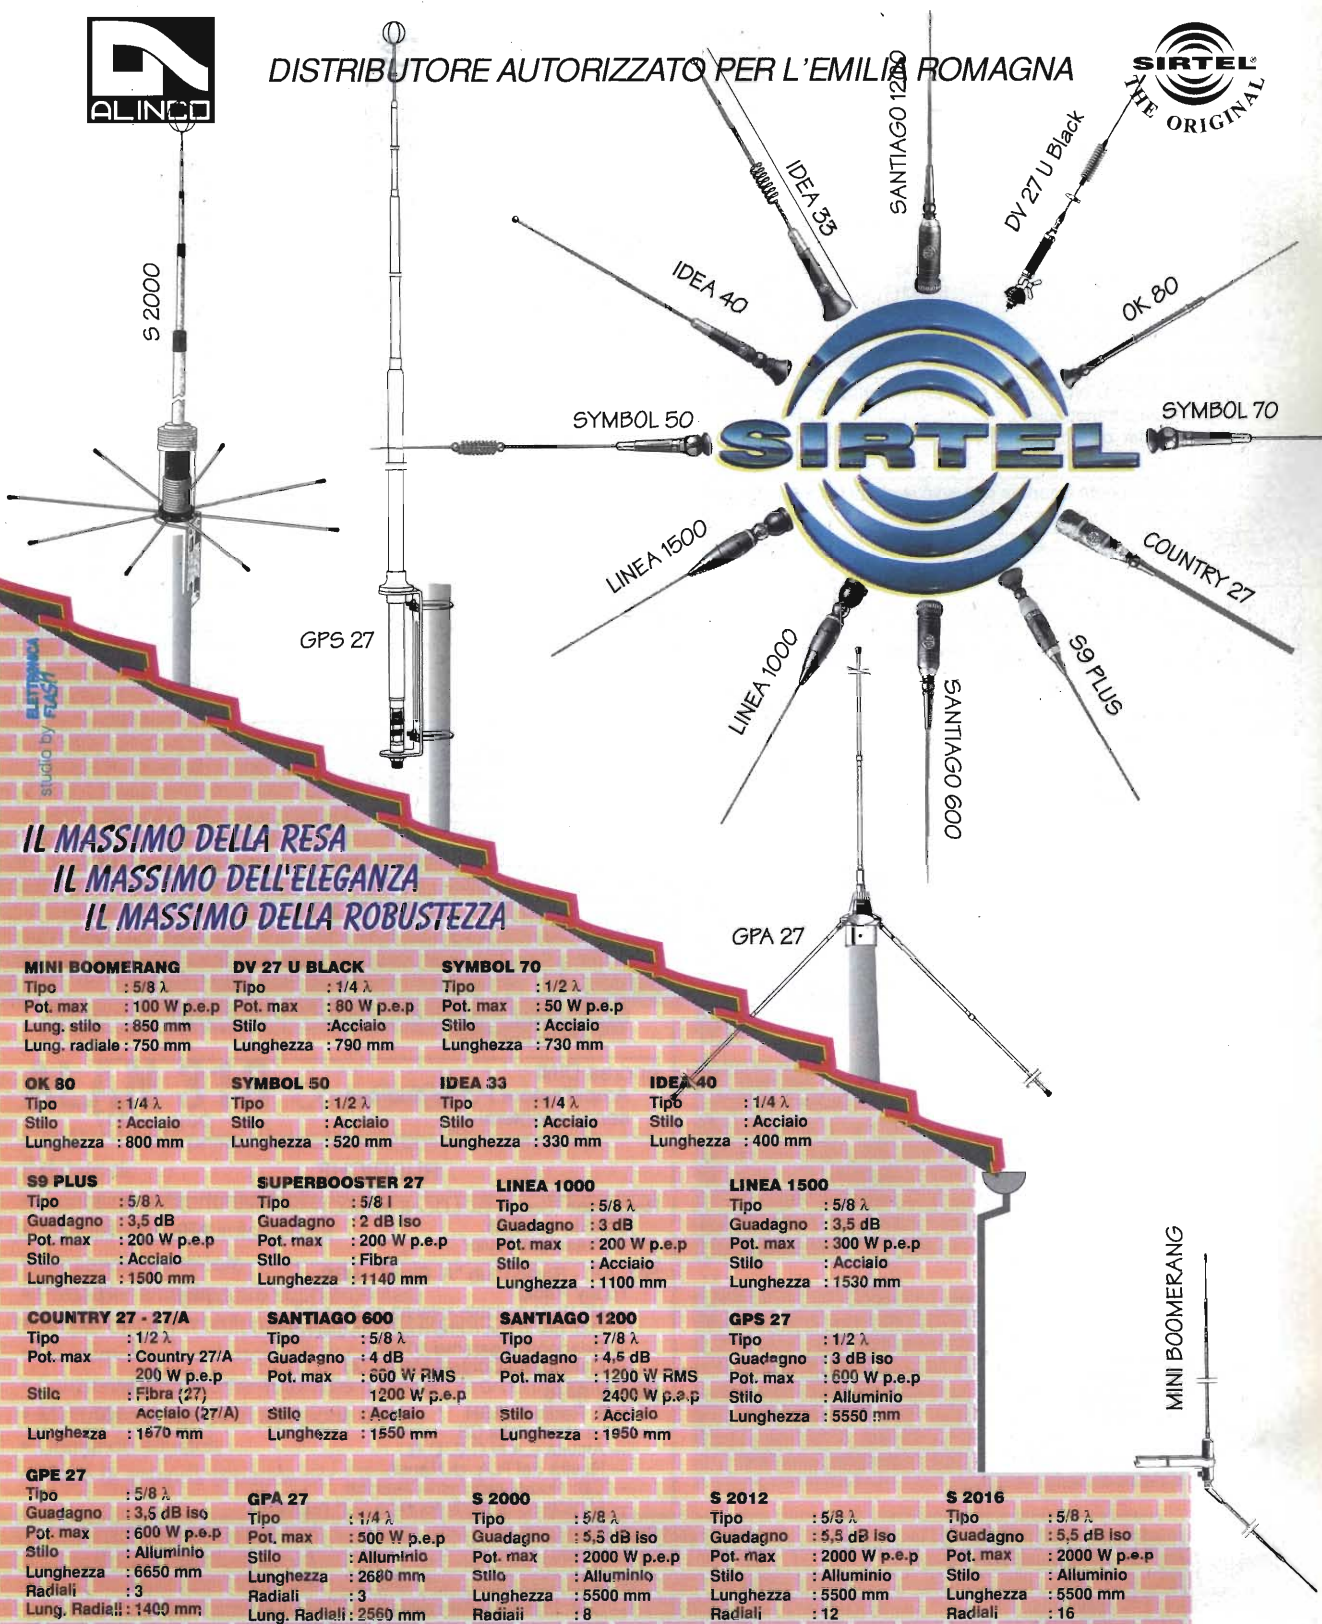 ALINCO
DISTRIBUTORE AUTORIZZATO PER L'EMILIA ROMAGNA
SIRTEL®
THE ORIGINAL
S 2000
GPS 27
IDEA 40
IDEA 33
SANTIAGO 1200
DV 27 U Black
OK 80
SYMBOL 50
SIRTEL
SYMBOL 70
LINEA 1500
LINEA 1000
SANTIAGO 600
S9 PLUS
COUNTRY 27
GPA 27
MINI BOOMERANG
studio by ELETTRONICA FLASH
IL MASSIMO DELLA RESA
IL MASSIMO DELL'ELEGANZA
IL MASSIMO DELLA ROBUSTEZZA
MINI BOOMERANG
Tipo : 5/8 λ
Pot. max : 100 W p.e.p
Lung. stilo : 850 mm
Lung. radiale : 750 mm
DV 27 U BLACK
Tipo : 1/4 λ
Pot. max : 80 W p.e.p
Stilo :Acciaio
Lunghezza : 790 mm
SYMBOL 70
Tipo : 1/2 λ
Pot. max : 50 W p.e.p
Stilo : Acciaio
Lunghezza : 730 mm
OK 80
Tipo : 1/4 λ
Stilo : Acciaio
Lunghezza : 800 mm
SYMBOL 50
Tipo : 1/2 λ
Stilo : Acciaio
Lunghezza : 520 mm
IDEA 33
Tipo : 1/4 λ
Stilo : Acciaio
Lunghezza : 330 mm
IDEA 40
Tipo : 1/4 λ
Stilo : Acciaio
Lunghezza : 400 mm
S9 PLUS
Tipo : 5/8 λ
Guadagno : 3,5 dB
Pot. max : 200 W p.e.p
Stilo : Acciaio
Lunghezza : 1500 mm
SUPERBOOSTER 27
Tipo : 5/8 l
Guadagno : 2 dB iso
Pot. max : 200 W p.e.p
Stilo : Fibra
Lunghezza : 1140 mm
LINEA 1000
Tipo : 5/8 λ
Guadagno : 3 dB
Pot. max : 200 W p.e.p
Stilo : Acciaio
Lunghezza : 1100 mm
LINEA 1500
Tipo : 5/8 λ
Guadagno : 3,5 dB
Pot. max : 300 W p.e.p
Stilo : Acciaio
Lunghezza : 1530 mm
COUNTRY 27 - 27/A
Tipo : 1/2 λ
Pot. max : Country 27/A
200 W p.e.p
Stilo : Fibra (27)
Acciaio (27/A)
Lunghezza : 1670 mm
SANTIAGO 600
Tipo : 5/8 λ
Guadagno : 4 dB
Pot. max : 600 W RMS
1200 W p.e.p
Stilo : Acciaio
Lunghezza : 1550 mm
SANTIAGO 1200
Tipo : 7/8 λ
Guadagno : 4,5 dB
Pot. max : 1200 W RMS
2400 W p.e.p
Stilo : Acciaio
Lunghezza : 1950 mm
GPS 27
Tipo : 1/2 λ
Guadagno : 3 dB iso
Pot. max : 600 W p.e.p
Stilo : Alluminio
Lunghezza : 5550 mm
GPE 27
Tipo : 5/8 λ
Guadagno : 3,5 dB iso
Pot. max : 600 W p.e.p
Stilo : Alluminio
Lunghezza : 6650 mm
Radiali : 3
Lung. Radiali : 1400 mm
GPA 27
Tipo : 1/4 λ
Pot. max : 500 W p.e.p
Stilo : Alluminio
Lunghezza : 2680 mm
Radiali : 3
Lung. Radiali : 2560 mm
S 2000
Tipo : 5/8 λ
Guadagno : 5,5 dB iso
Pot. max : 2000 W p.e.p
Stilo : Alluminio
Lunghezza : 5500 mm
Radiali : 8
S 2012
Tipo : 5/8 λ
Guadagno : 5,5 dB iso
Pot. max : 2000 W p.e.p
Stilo : Alluminio
Lunghezza : 5500 mm
Radiali : 12
S 2016
Tipo : 5/8 λ
Guadagno : 5,5 dB iso
Pot. max : 2000 W p.e.p
Stilo : Alluminio
Lunghezza : 5500 mm
Radiali : 16